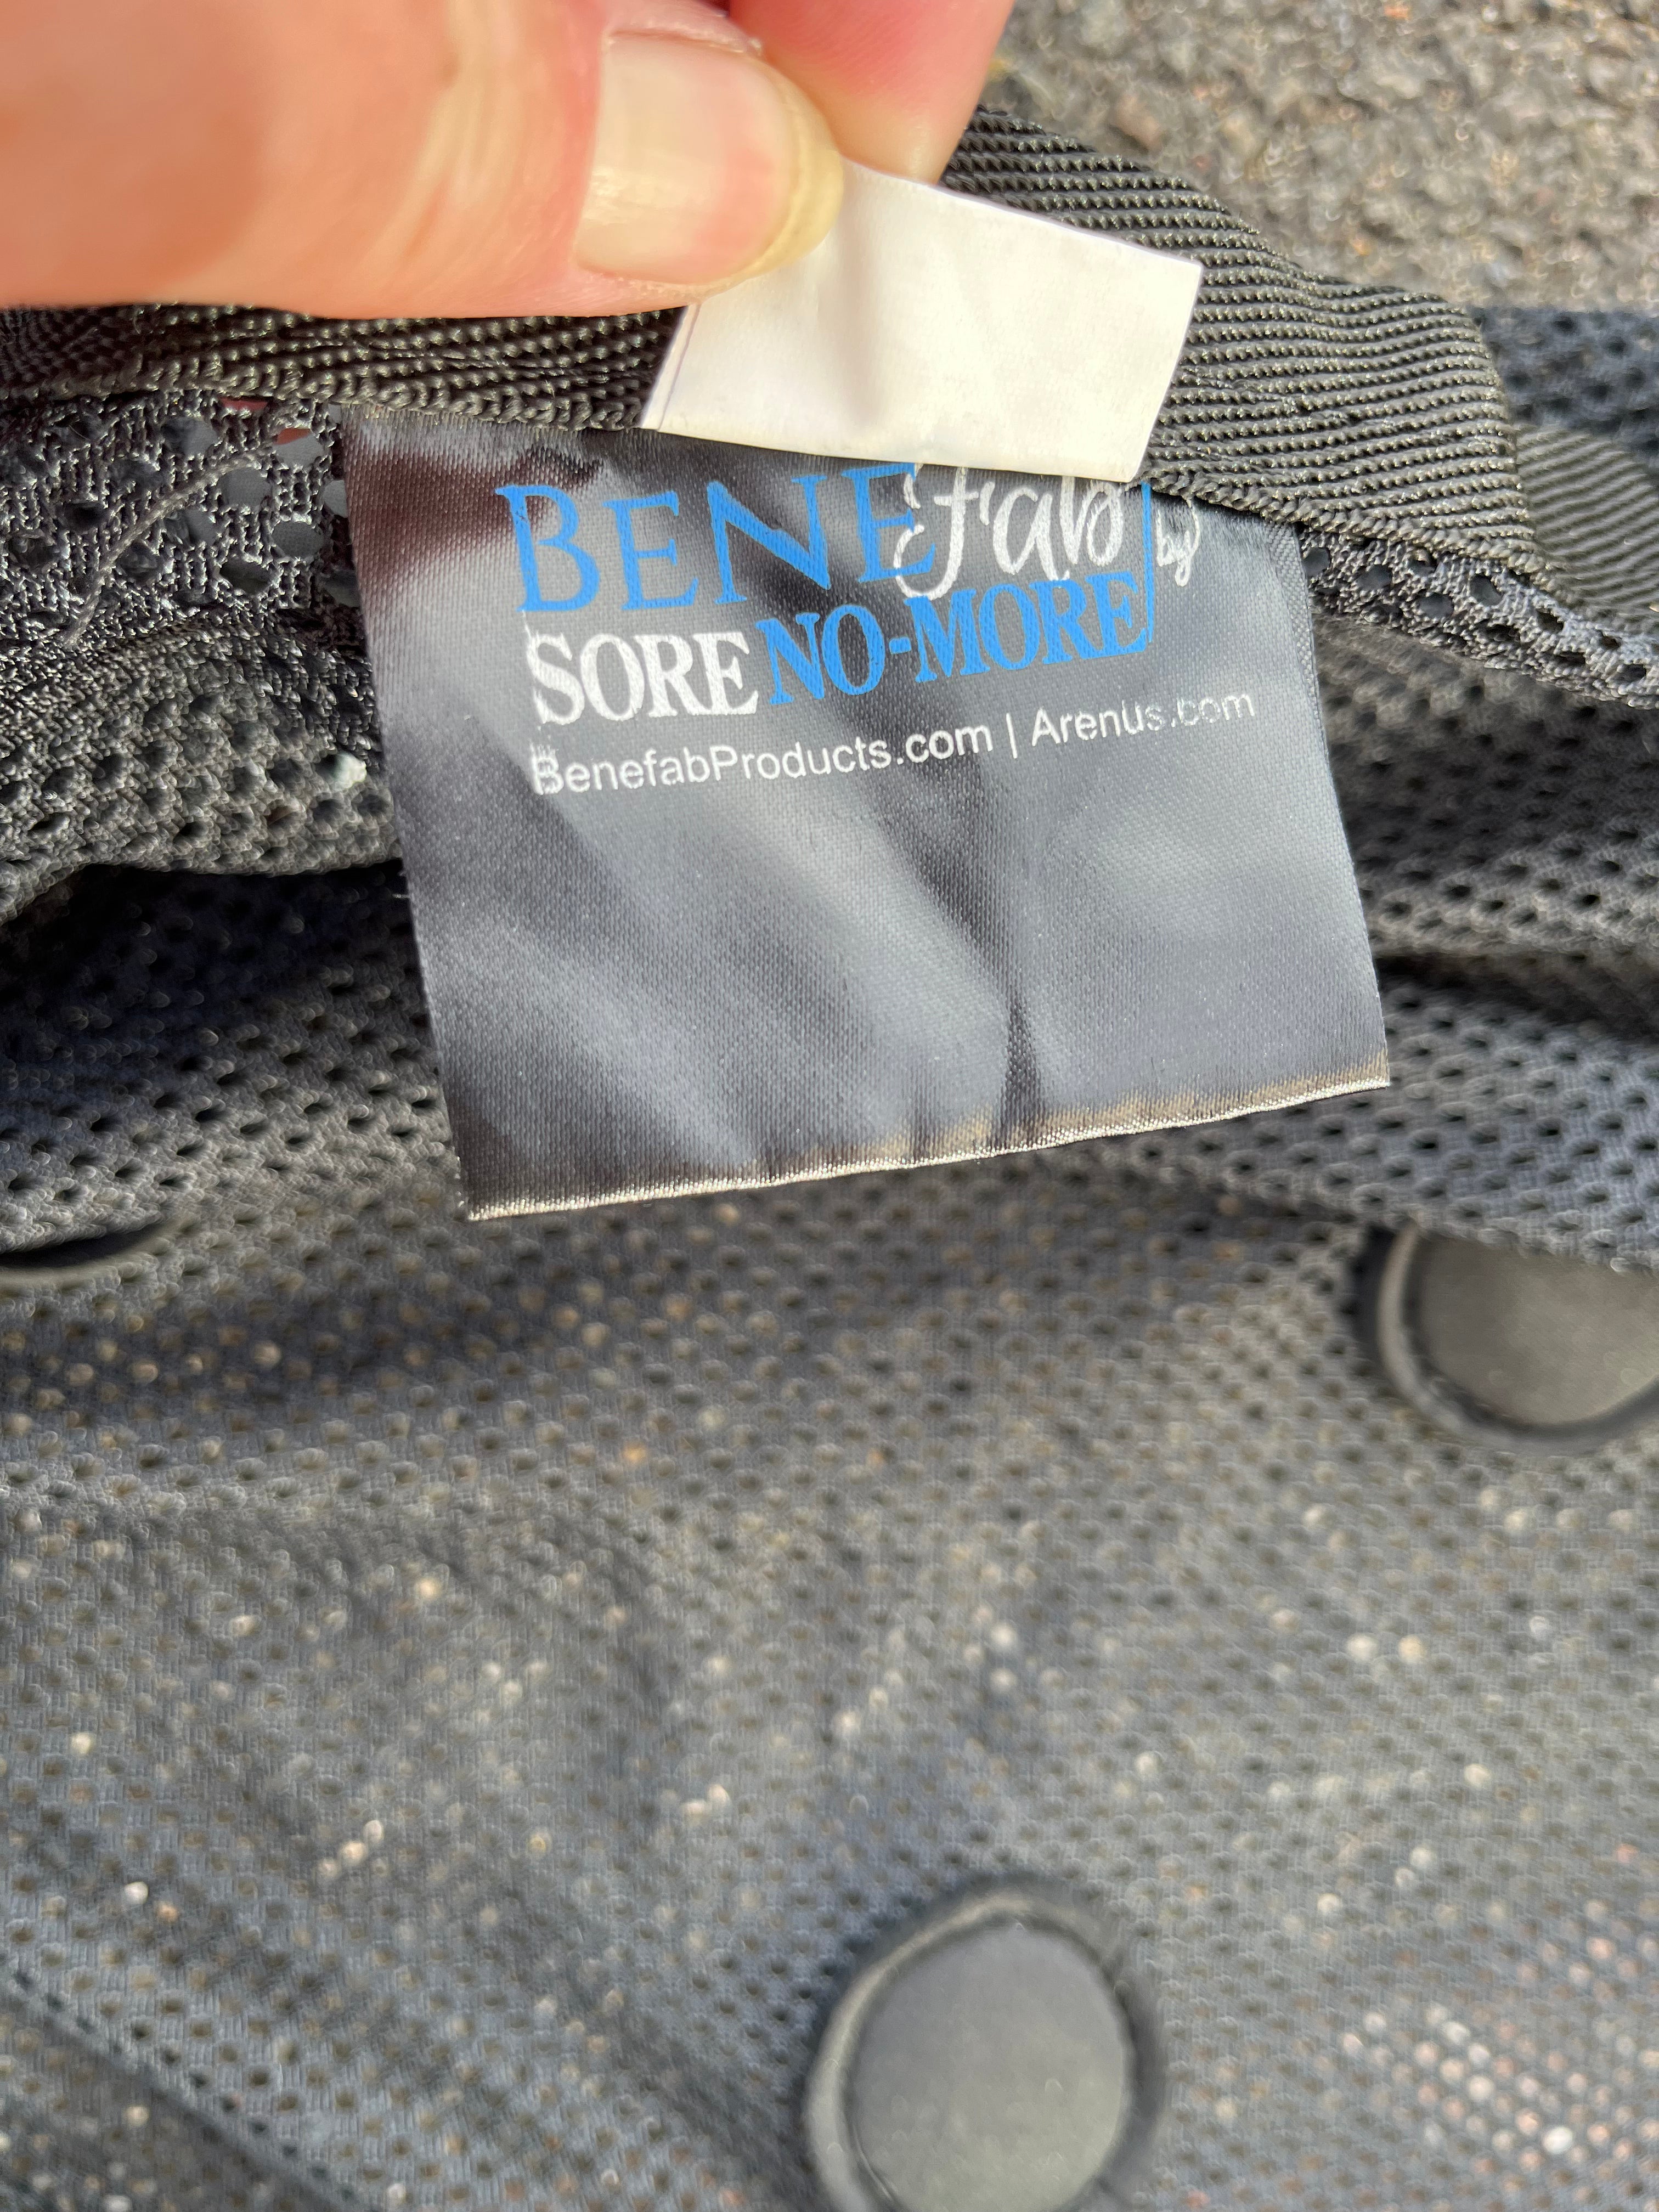 BENEfab by
SORE NO-MORE
BenefabProducts.com | Arenus.com